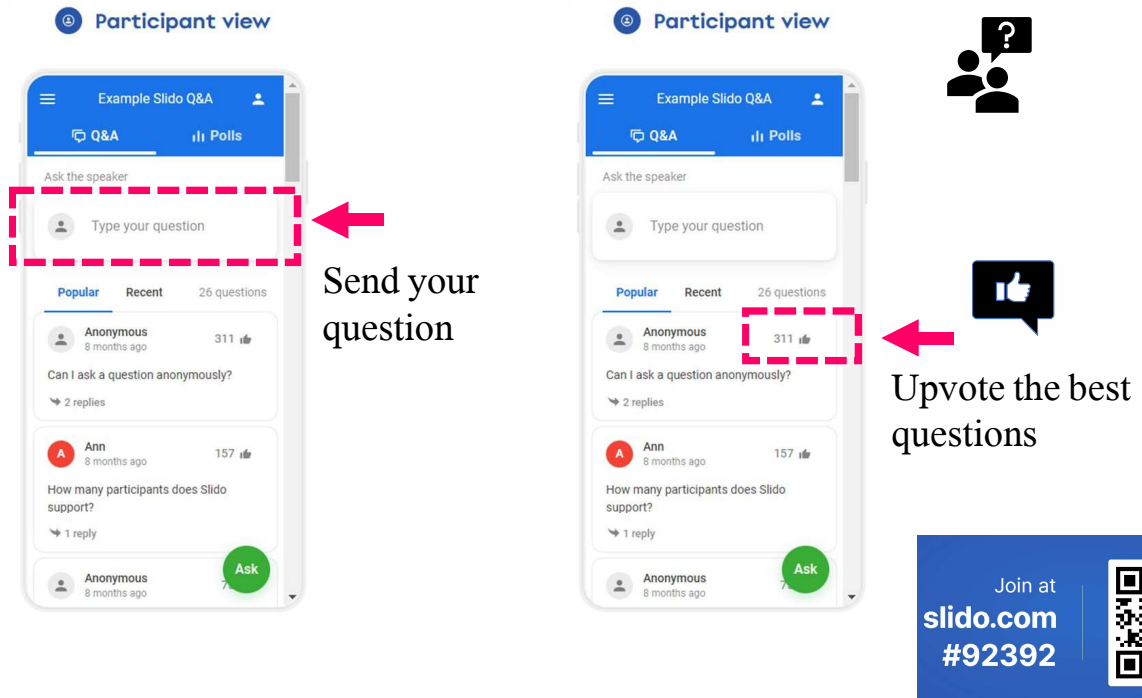 Participant view
Example Slido Q&A
Q&A
Polls
Ask the speaker
Type your question
Popular
Recent
26 questions
Anonymous
311
8 months ago
Can I ask a question anonymously?
2 replies
A
Ann
157
8 months ago
How many participants does Slido
support?
1 reply
Ask
Anonymous
8 months ago
Send your
question
Participant view
Example Slido Q&A
Q&A
Polls
Ask the speaker
Type your question
Popular
Recent
26 questions
Anonymous
311
8 months ago
Can I ask a question anonymously?
2 replies
A
Ann
157
8 months ago
How many participants does Slido
support?
1 reply
Ask
Anonymous
8 months ago
?
Upvote the best
questions
Join at
slido.com
#92392